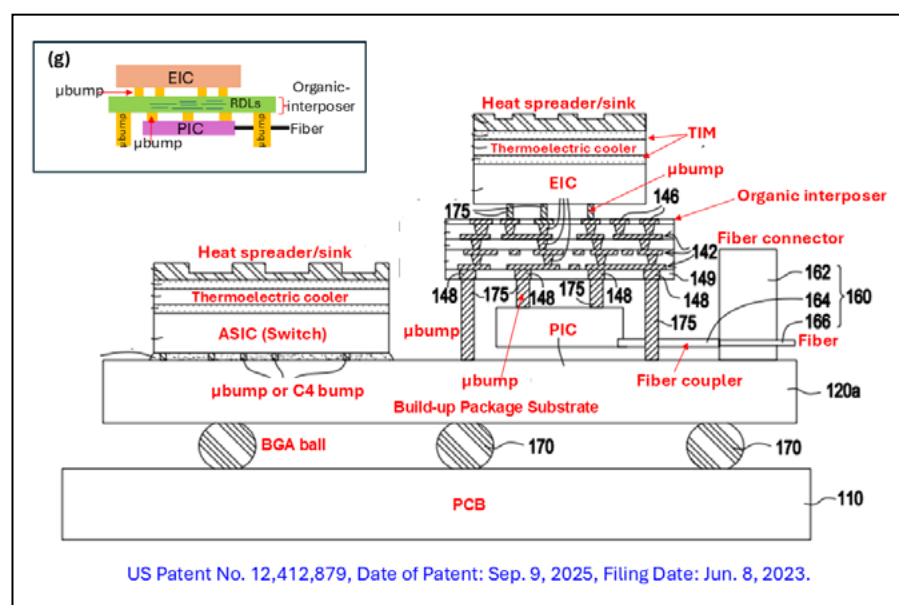 (g)
EIC
µbump
RDLs
Organic-
interposer
µbump
µbump
PIC
Fiber
µbump
Heat spreader/sink
TIM
Thermoelectric cooler
EIC
µbump
175
146
Organic interposer
Fiber connector
142
149
162
160
148
175
148
175
148
148
164
175
166
Fiber
Heat spreader/sink
Thermoelectric cooler
ASIC (Switch)
µbump
PIC
µbump or C4 bump
µbump
Fiber coupler
Build-up Package Substrate
120a
BGA ball
170
170
PCB
110
US Patent No. 12,412,879, Date of Patent: Sep. 9, 2025, Filing Date: Jun. 8, 2023.